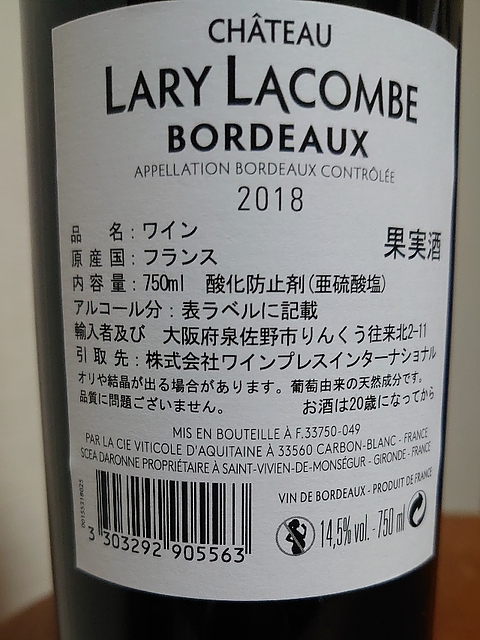 CHÂTEAU
LARY LACOMBE
BORDEAUX
APPELLATION BORDEAUX CONTRÔLÉE
2018
品　名：ワイン
果実酒
原産国：フランス
内容量：750ml　酸化防止剤(亜硫酸塩)
アルコール分：表ラベルに記載
輸入者及び　大阪府泉佐野市りんくう往来北2-11
引取先：株式会社ワインプレスインターナショナル
オリや結晶が出る場合があります。葡萄由来の天然成分です。
品質に問題ございません。　お酒は20歳になってから
MIS EN BOUTEILLE À F.33750-049
PAR LA CIE VITICOLE D'AQUITAINE À 33560 CARBON-BLANC - FRANCE
SCEA DARONNE PROPRIÉTAIRE À SAINT-VIVIEN-DE-MONSÉGUR - GIRONDE - FRANCE
VIN DE BORDEAUX - PRODUIT DE FRANCE
14,5% vol. - 750 ml
3 303292 905563